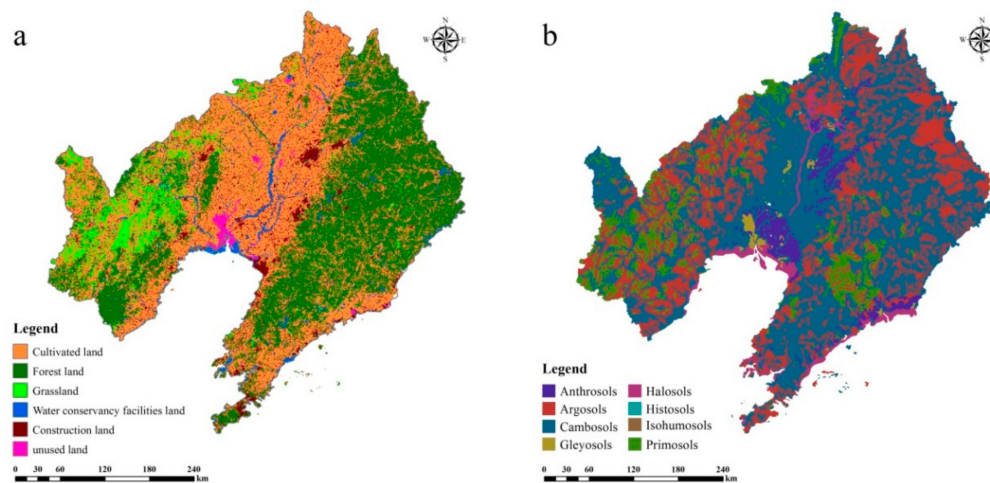 a
N
W E
S
Legend
Cultivated land
Forest land
Grassland
Water conservancy facilities land
Construction land
unused land
0 30 60 120 180 240
km
b
N
W E
S
Legend
Anthrosols Halosols
Argosols Histosols
Cambosols Isohumosols
Gleyosols Primosols
0 30 60 120 180 240
km